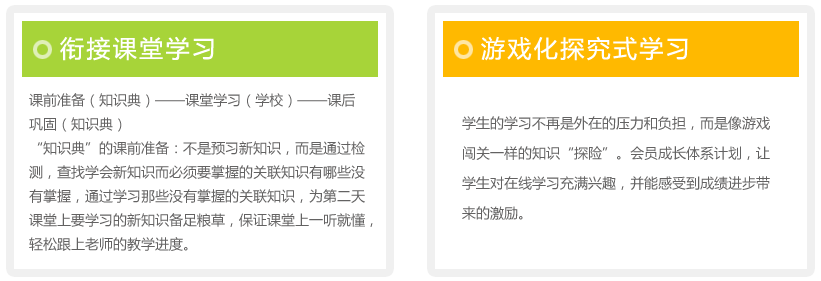 衔接课堂学习
课前准备（知识典）——课堂学习（学校）——课后
巩固（知识典）
“知识典”的课前准备：不是预习新知识，而是通过检
测，查找学会新知识而必须要掌握的关联知识有哪些没
有掌握，通过学习那些没有掌握的关联知识，为第二天
课堂上要学习的新知识备足粮草，保证课堂上一听就懂，
轻松跟上老师的教学进度。
游戏化探究式学习
学生的学习不再是外在的压力和负担，而是像游戏
闯关一样的知识“探险”。会员成长体系计划，让
学生对在线学习充满兴趣，并能感受到成绩进步带
来的激励。